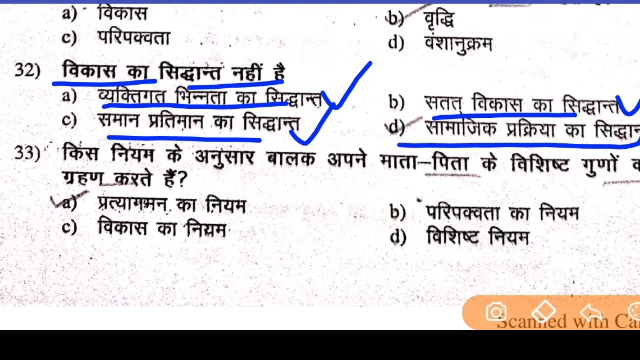 a) विकास b) वृद्धि
c) परिपक्वता d) वंशानुक्रम
32) विकास का सिद्धान्त नहीं है
a) व्यक्तिगत भिन्नता का सिद्धान्त b) सतत् विकास का सिद्धान्त
c) समान प्रतिमान का सिद्धान्त d) सामाजिक प्रक्रिया का सिद्धान
33) किस नियम के अनुसार बालक अपने माता–पिता के विशिष्ट गुणों क
ग्रहण करते हैं?
a) प्रत्यागमन का नियम b) परिपक्वता का नियम
c) विकास का नियम d) विशिष्ट नियम
Scanned with Ca